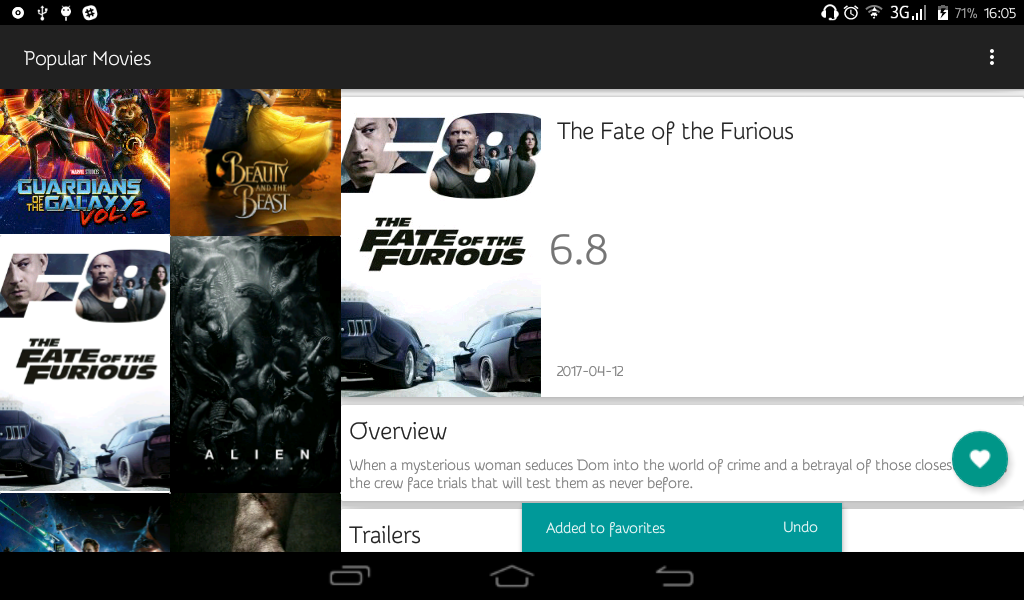 3G 71% 16:05
Popular Movies
MARVEL STUDIOS
GUARDIANS
OF THE
GALAXY
VOL. 2
BEAUTY
AND THE
BEAST
F8
THE
FATE OF THE
FURIOUS
ALIEN
F8
THE
FATE OF THE
FURIOUS
The Fate of the Furious
6.8
2017-04-12
Overview
When a mysterious woman seduces Dom into the world of crime and a betrayal of those closes
the crew face trials that will test them as never before.
Trailers
Added to favorites Undo